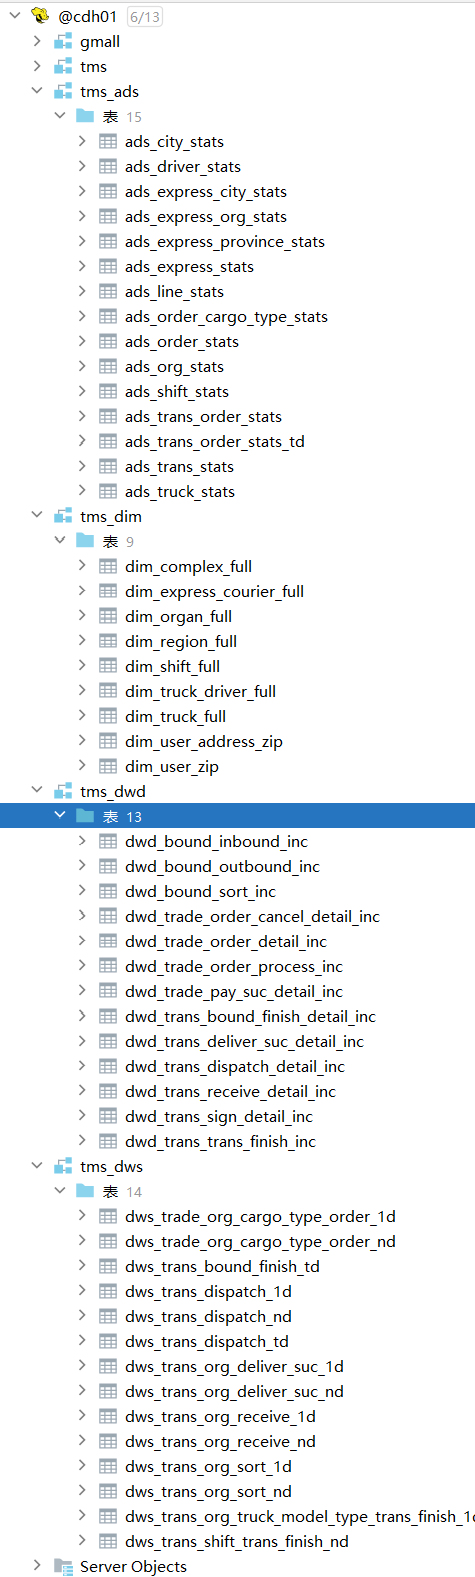 @cdh01 6/13
gmall
tms
tms_ads
表 15
ads_city_stats
ads_driver_stats
ads_express_city_stats
ads_express_org_stats
ads_express_province_stats
ads_express_stats
ads_line_stats
ads_order_cargo_type_stats
ads_order_stats
ads_org_stats
ads_shift_stats
ads_trans_order_stats
ads_trans_order_stats_td
ads_trans_stats
ads_truck_stats
tms_dim
表 9
dim_complex_full
dim_express_courier_full
dim_organ_full
dim_region_full
dim_shift_full
dim_truck_driver_full
dim_truck_full
dim_user_address_zip
dim_user_zip
tms_dwd
表 13
dwd_bound_inbound_inc
dwd_bound_outbound_inc
dwd_bound_sort_inc
dwd_trade_order_cancel_detail_inc
dwd_trade_order_detail_inc
dwd_trade_order_process_inc
dwd_trade_pay_suc_detail_inc
dwd_trans_bound_finish_detail_inc
dwd_trans_deliver_suc_detail_inc
dwd_trans_dispatch_detail_inc
dwd_trans_receive_detail_inc
dwd_trans_sign_detail_inc
dwd_trans_trans_finish_inc
tms_dws
表 14
dws_trade_org_cargo_type_order_1d
dws_trade_org_cargo_type_order_nd
dws_trans_bound_finish_td
dws_trans_dispatch_1d
dws_trans_dispatch_nd
dws_trans_dispatch_td
dws_trans_org_deliver_suc_1d
dws_trans_org_deliver_suc_nd
dws_trans_org_receive_1d
dws_trans_org_receive_nd
dws_trans_org_sort_1d
dws_trans_org_sort_nd
dws_trans_org_truck_model_type_trans_finish_1d
dws_trans_shift_trans_finish_nd
Server Objects